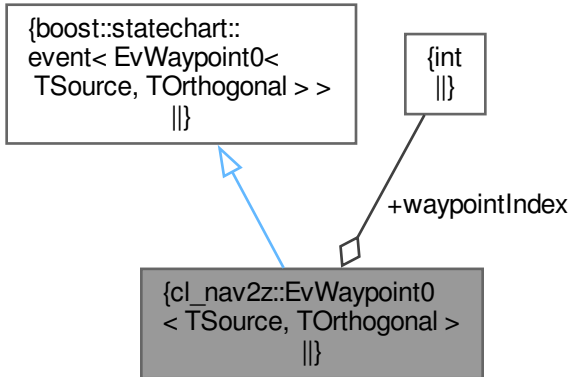 {boost::statechart::
event< EvWaypoint0<
TSource, TOrthogonal > >
||}
{int
||}
+waypointIndex
{cl_nav2z::EvWaypoint0
< TSource, TOrthogonal >
||}